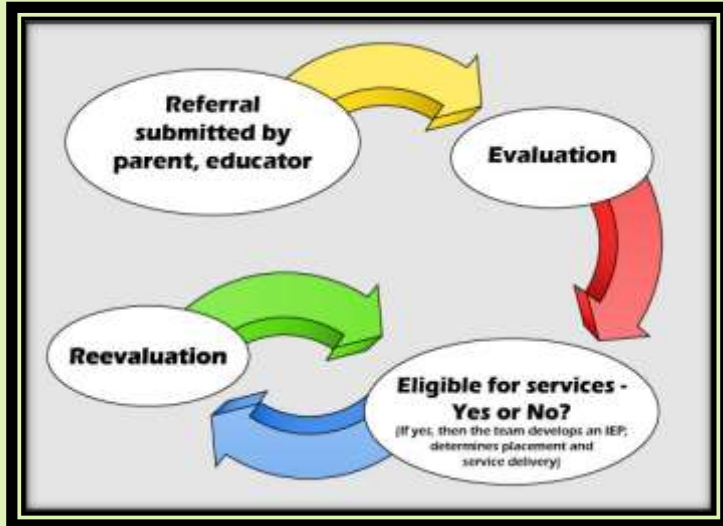 Referral
submitted by
parent, educator
Evaluation
Eligible for services -
Yes or No?
(If yes, then the team develops an IEP;
determines placement and
service delivery)
Reevaluation